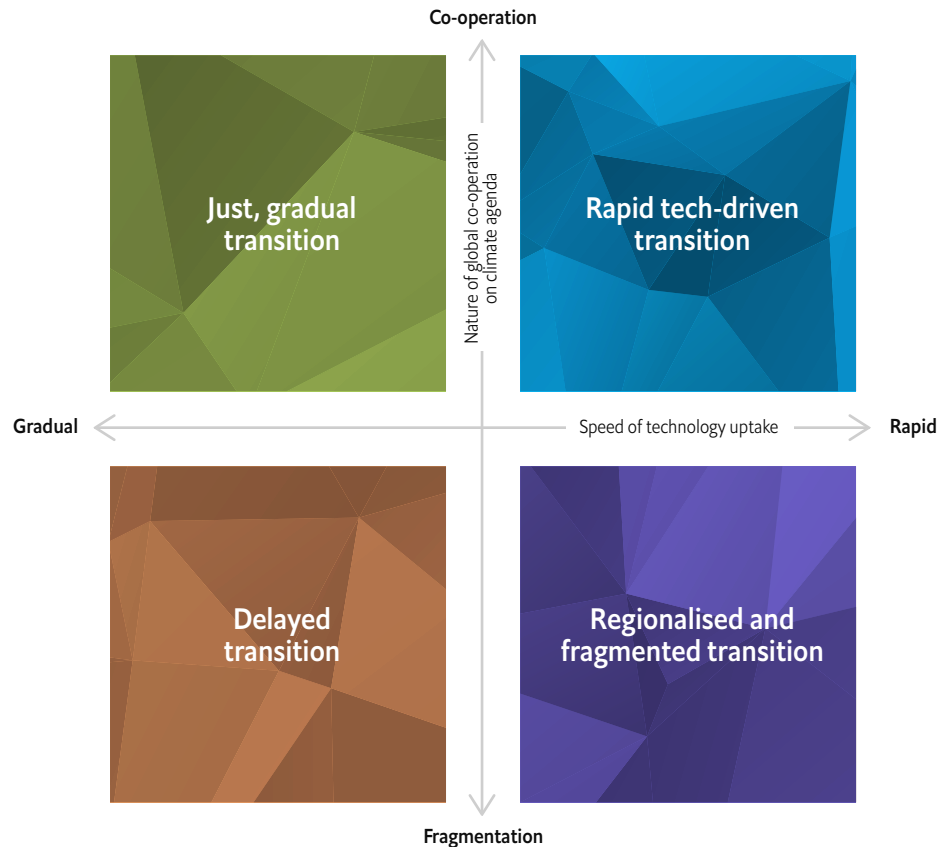 Co-operation
Nature of global co-operation
on climate agenda
Just, gradual
transition
Rapid tech-driven
transition
Gradual
Speed of technology uptake
Rapid
Delayed
transition
Regionalised and
fragmented transition
Fragmentation